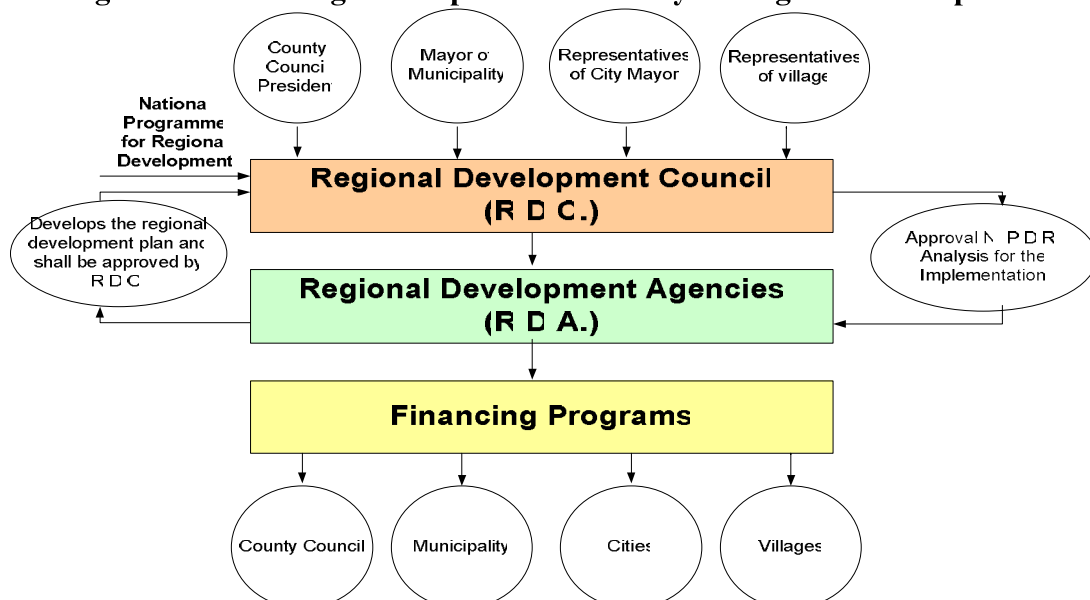 County
Counci
Presiden
Mayor o
Municipality
Representatives
of City Mayor
Representatives
of village
Nationa
Programme
for Regiona
Development
Regional Development Council
(R D C.)
Develops the regional
development plan and
shall be approved by
R D C
Approval N P D R
Analysis for the
Implementation
Regional Development Agencies
(R D A.)
Financing Programs
County Council
Municipality
Cities
Villages